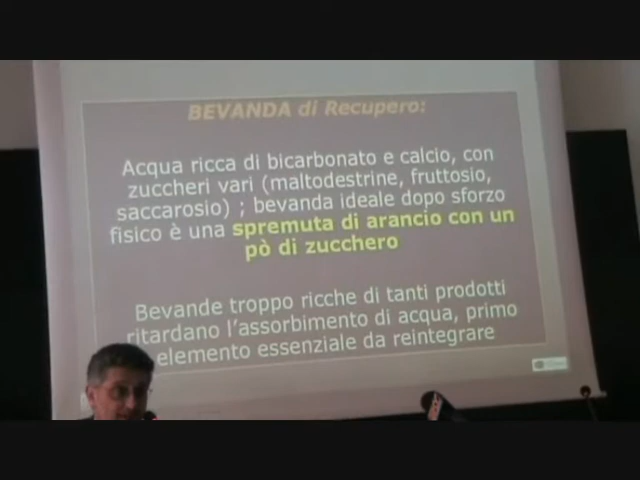 BEVANDA di Recupero:
Acqua ricca di bicarbonato e calcio, con
zuccheri vari (maltodestrine, fruttosio,
saccarosio) ; bevanda ideale dopo sforzo
fisico è una spremuta di arancio con un
pò di zucchero
Bevande troppo ricche di tanti prodotti
ritardano l'assorbimento di acqua, primo
elemento essenziale da reintegrare